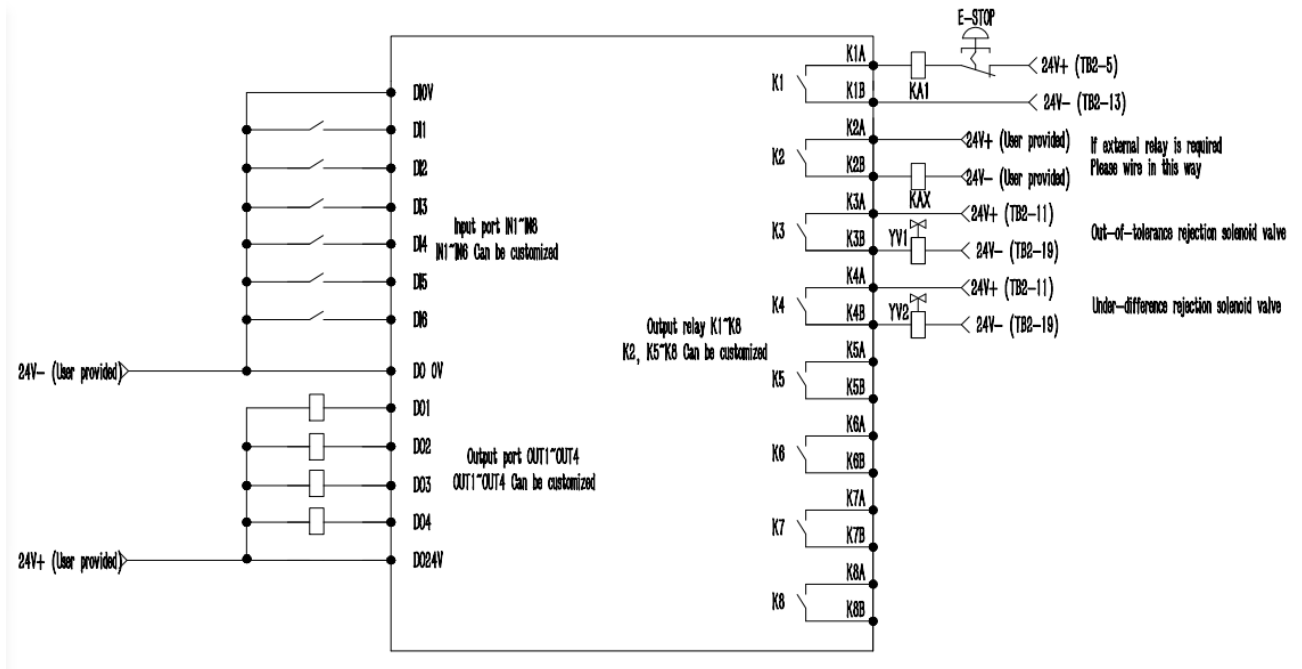 E-STOP
K1A
24V+ (TB2-5)
K1
KA1
K1B
24V- (TB2-13)
DI0V
DI1
K2A
24V+ (User provided)
If external relay is required
Please wire in this way
K2
K2B
24V- (User provided)
KAX
DI2
DI3
K3A
24V+ (TB2-11)
Input port IN1~IN8
IN1~IN6 Can be customized
K3
K3B
YV1
24V- (TB2-19)
Out-of-tolerance rejection solenoid valve
DI4
DI5
K4A
24V+ (TB2-11)
K4
K4B
YV2
24V- (TB2-19)
Under-difference rejection solenoid valve
DI6
Output relay K1~K8
K2, K5~K8 Can be customized
24V- (User provided)
DO 0V
K5A
K5
K5B
DO1
DO2
K6A
K6
K6B
Output port OUT1~OUT4
OUT1~OUT4 Can be customized
DO3
DO4
K7A
K7
K7B
24V+ (User provided)
DO24V
K8A
K8
K8B